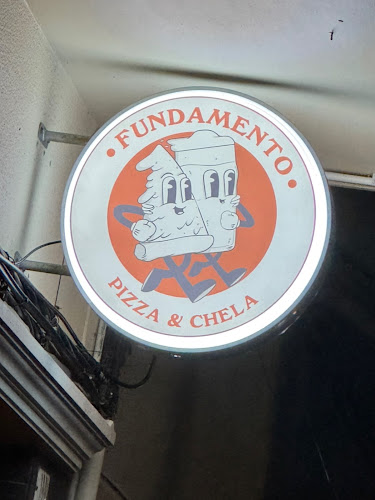 • FUNDAMENTO •
PIZZA & CHELA